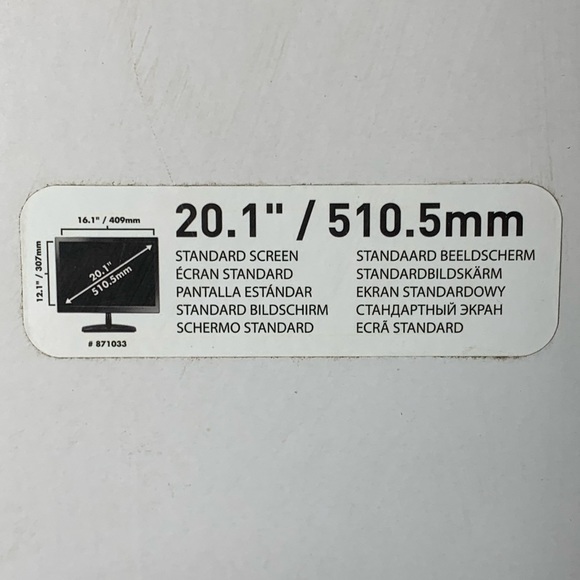 20.1" / 510.5mm
16.1" / 409mm
12.1" / 307mm
20.1"
510.5mm
# 871033
STANDARD SCREEN
ÉCRAN STANDARD
PANTALLA ESTÁNDAR
STANDARD BILDSCHIRM
SCHERMO STANDARD
STANDAARD BEELDSCHERM
STANDARDBILDSKÄRM
EKRAN STANDARDOWY
СТАНДАРТНЫЙ ЭКРАН
ECRÃ STANDARD